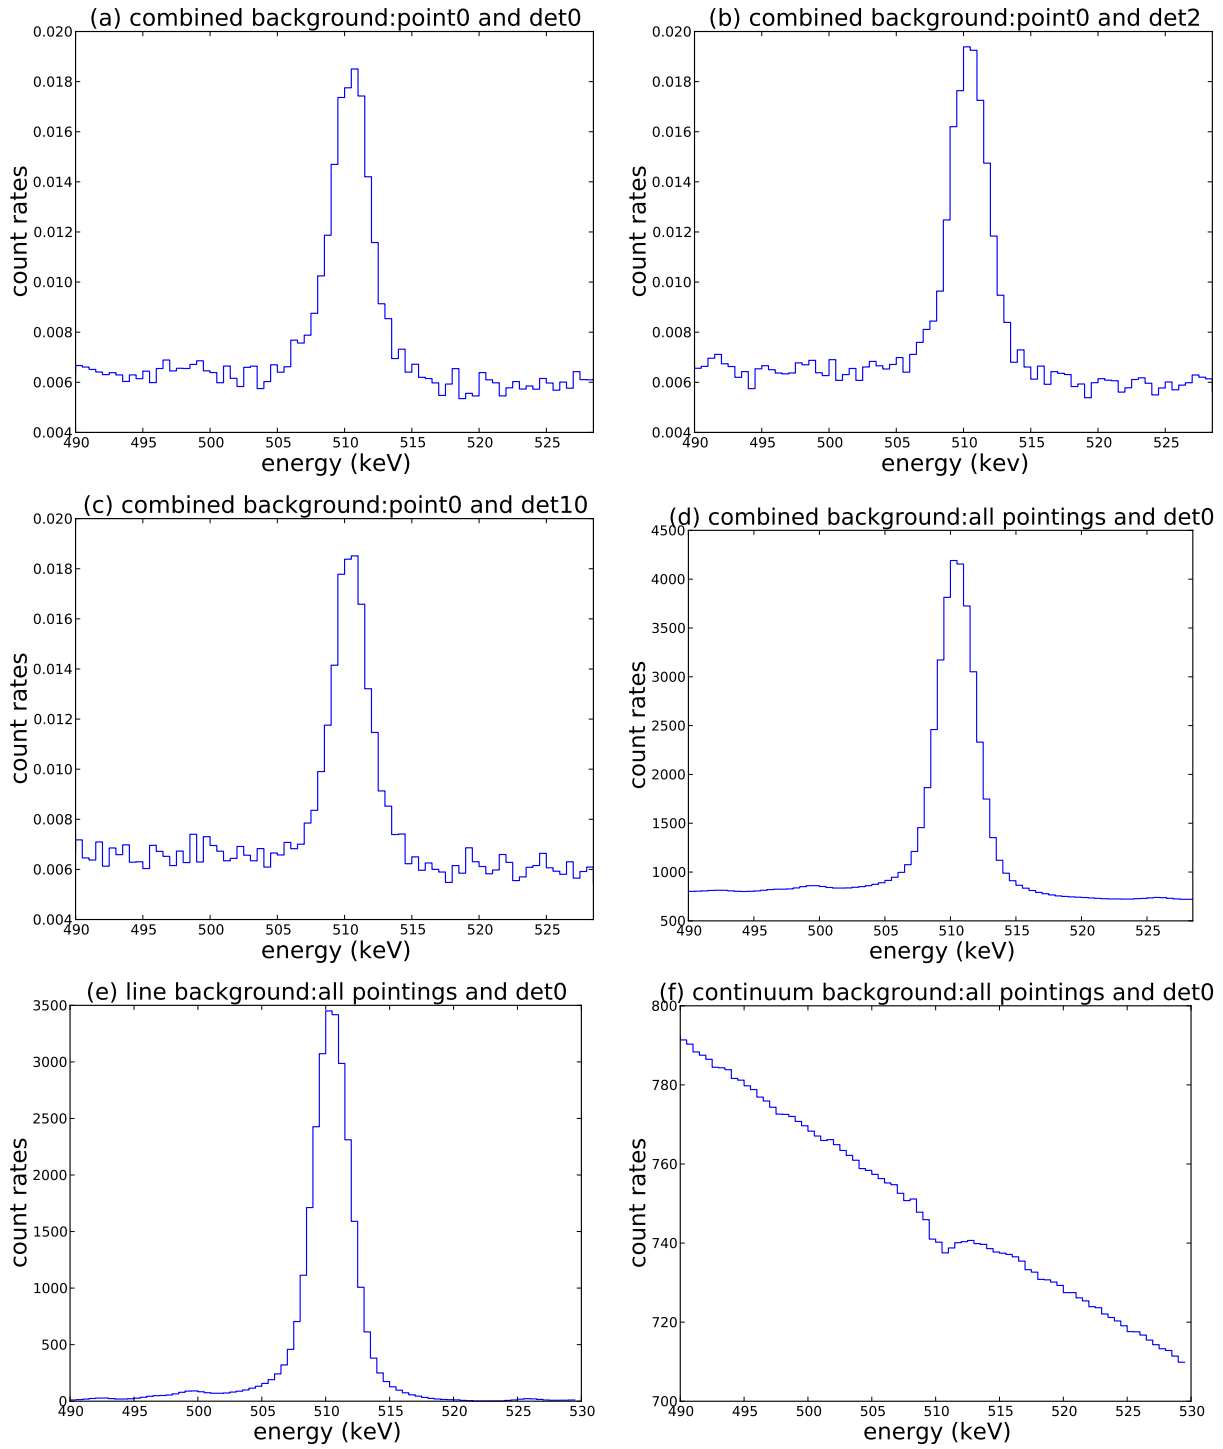 (a) combined background:point0 and det0
0.020
0.018
0.016
0.014
0.012
0.010
0.008
0.006
0.004
count rates
490 495 500 505 510 515 520 525
energy (keV)
(b) combined background:point0 and det2
0.020
0.018
0.016
0.014
0.012
0.010
0.008
0.006
0.004
count rates
490 495 500 505 510 515 520 525
energy (kev)
(c) combined background:point0 and det10
0.020
0.018
0.016
0.014
0.012
0.010
0.008
0.006
0.004
count rates
490 495 500 505 510 515 520 525
energy (keV)
(d) combined background:all pointings and det0
4500
4000
3500
3000
2500
2000
1500
1000
500
count rates
490 495 500 505 510 515 520 525
energy (keV)
(e) line background:all pointings and det0
3500
3000
2500
2000
1500
1000
500
0
count rates
490 495 500 505 510 515 520 525 530
energy (keV)
(f) continuum background:all pointings and det0
800
780
760
740
720
700
count rates
490 495 500 505 510 515 520 525 530
energy (keV)